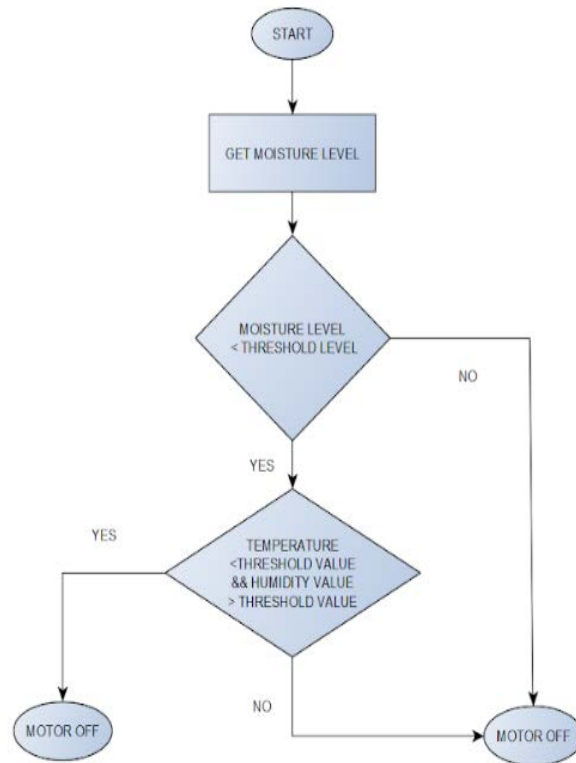 START
GET MOISTURE LEVEL
MOISTURE LEVEL
< THRESHOLD LEVEL
NO
YES
YES
TEMPERATURE
<THRESHOLD VALUE
&& HUMIDITY VALUE
> THRESHOLD VALUE
NO
MOTOR OFF
MOTOR OFF